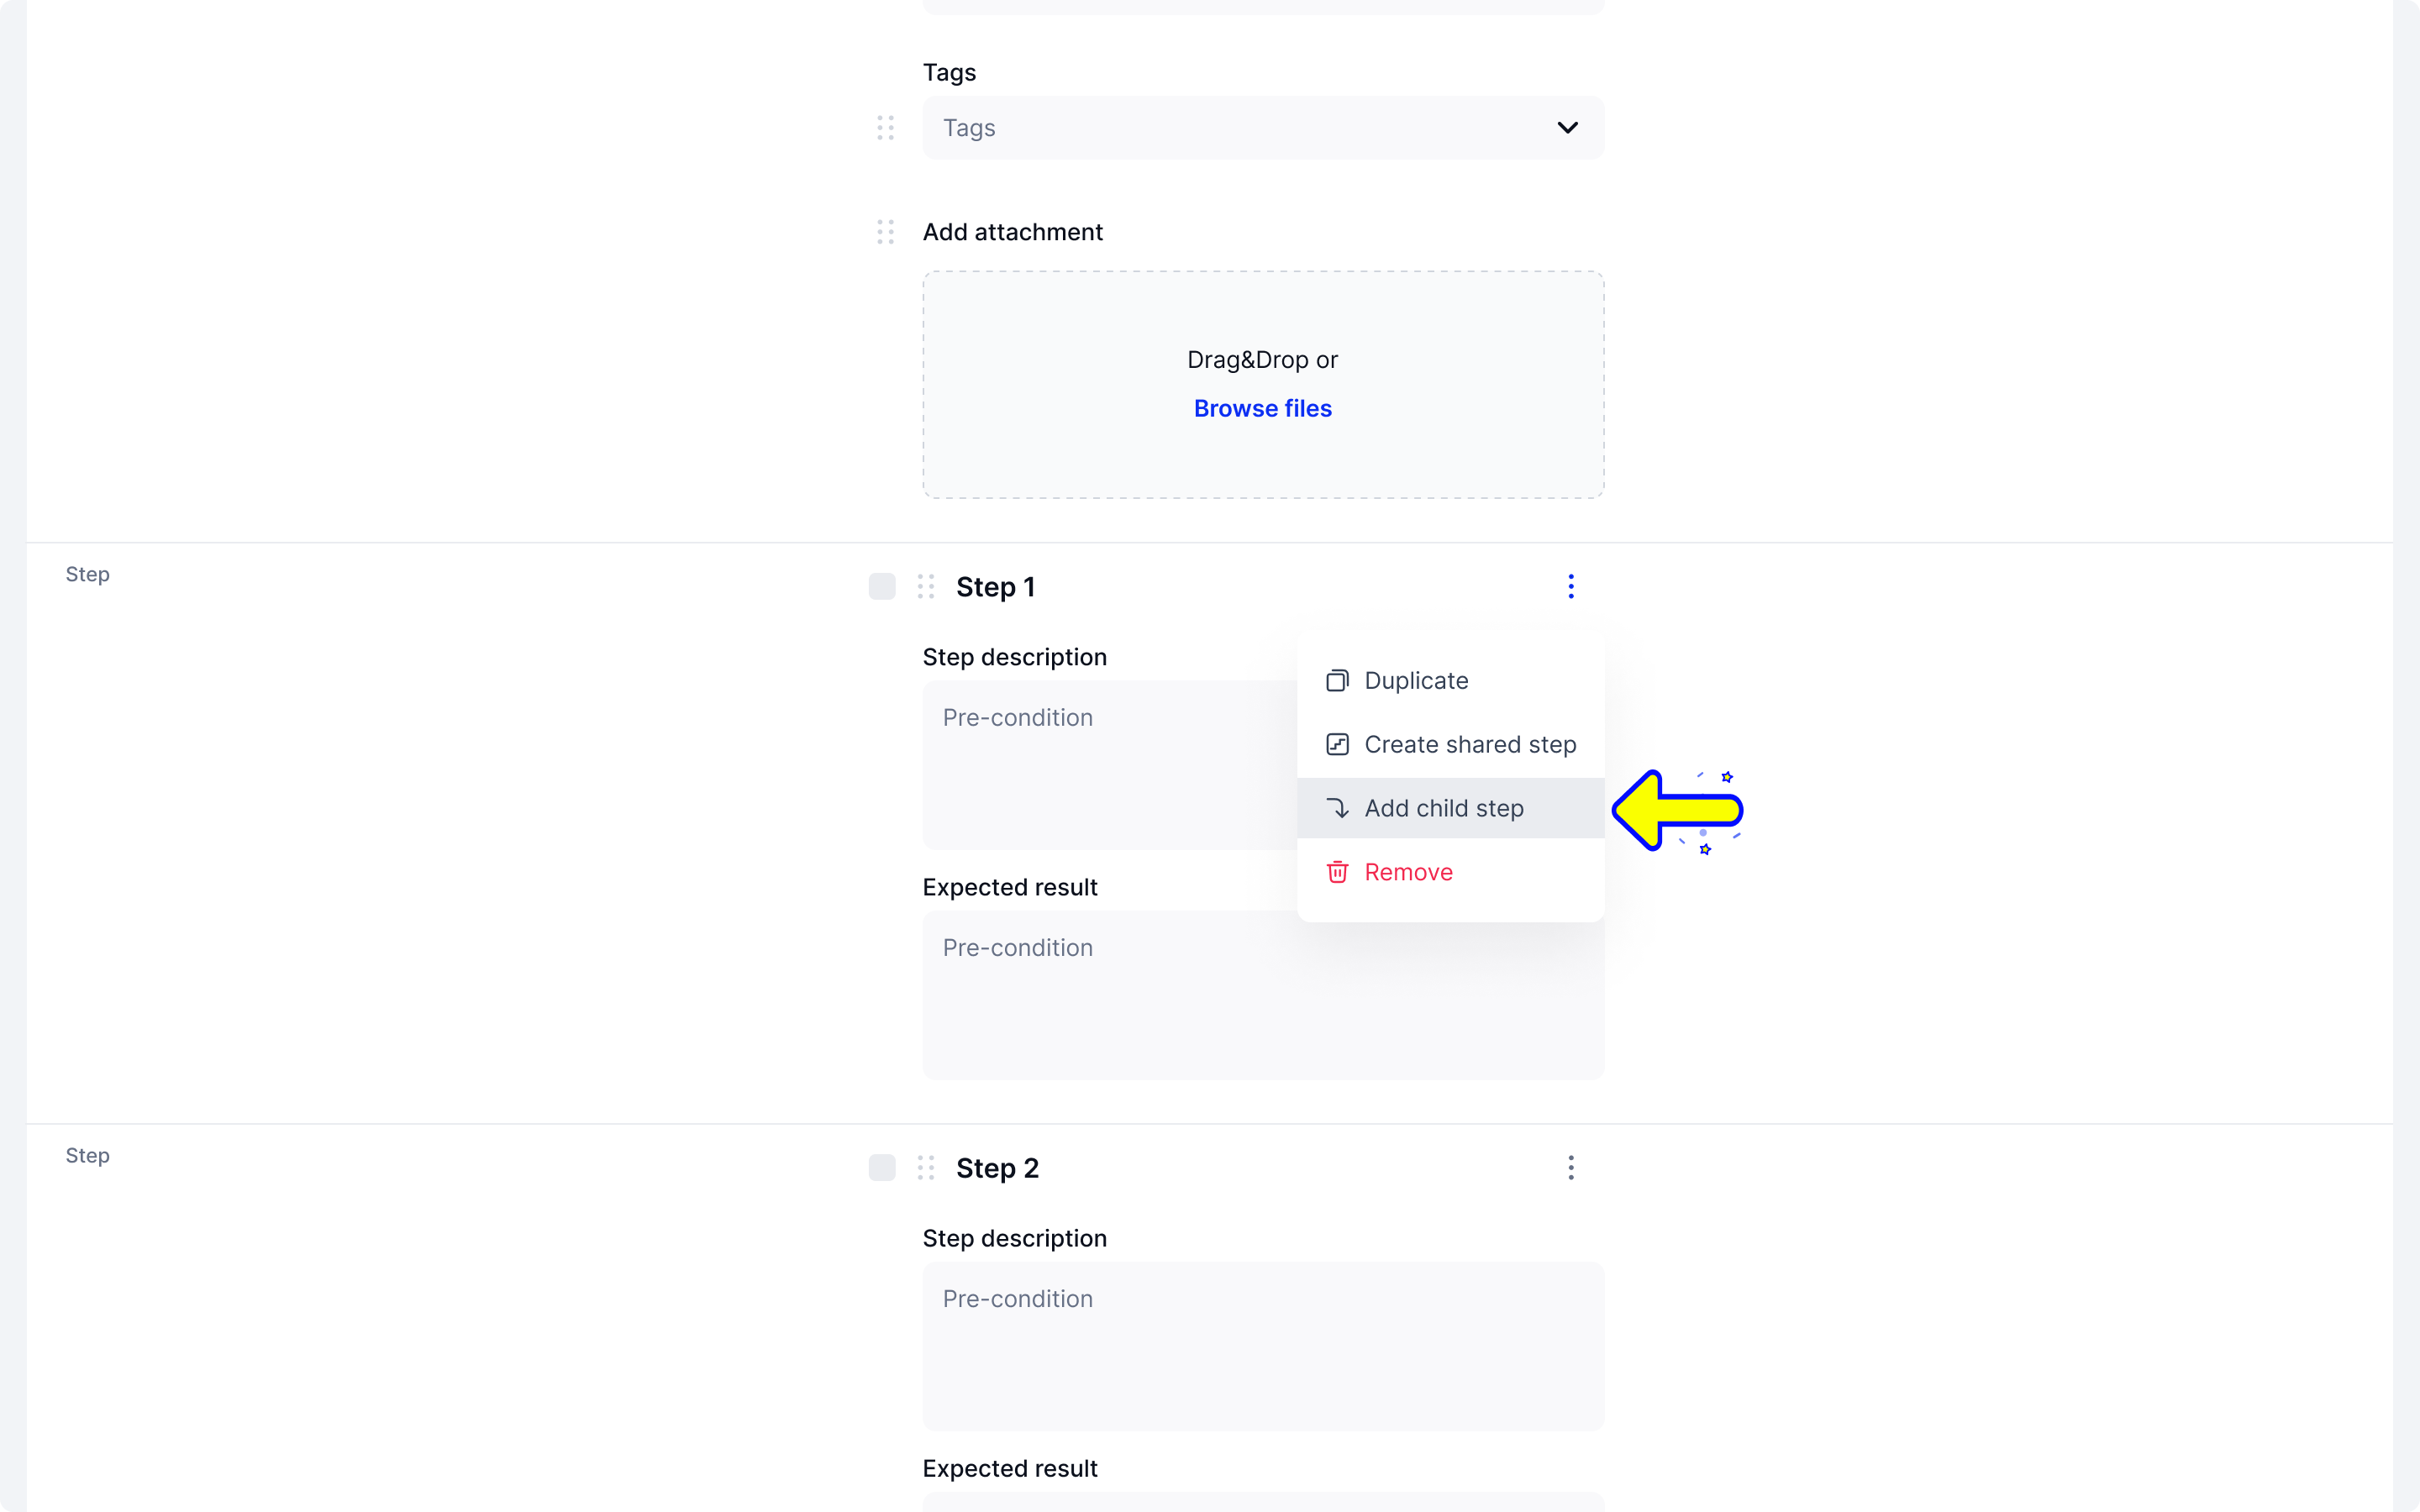 Tags
Tags
Add attachment
Drag&Drop or
Browse files
Step
Step 1
Step description
Pre-condition
Duplicate
Create shared step
Add child step
Remove
Expected result
Pre-condition
Step
Step 2
Step description
Pre-condition
Expected result